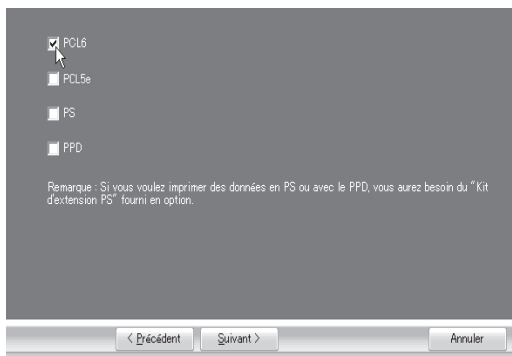 PCL6
PCL5e
PS
PPD
Remarque : Si vous voulez imprimer des données en PS ou avec le PPD, vous aurez besoin du "Kit
d'extension PS" fourni en option.
< Précédent Suivant > Annuler